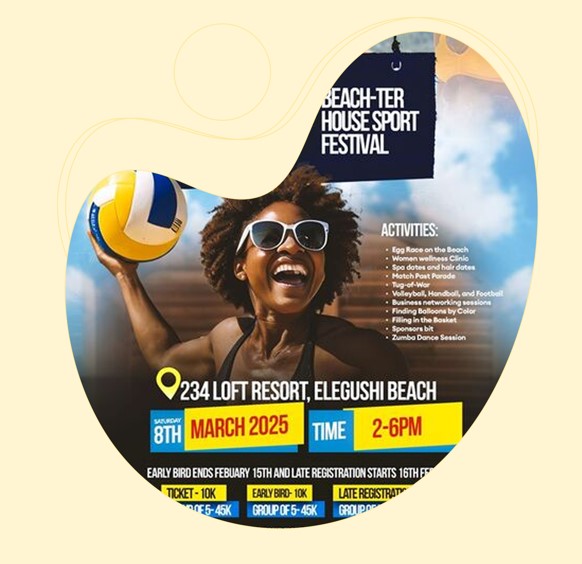 BEACH-TER
HOUSE SPORT
FESTIVAL
ACTIVITIES:
• Egg Race on the Beach
• Women wellness Clinic
• Spa dates and hair dates
• Match Past Parade
• Tug-of-War
• Volleyball, Handball, and Football
• Business networking sessions
• Finding Balloons by Color
• Filling in the Basket
• Sponsors bit
• Zumba Dance Session
234 LOFT RESORT, ELEGUSHI BEACH
SATURDAY
8TH MARCH 2025 TIME 2-6PM
EARLY BIRD ENDS FEBUARY 15TH AND LATE REGISTRATION STARTS 16TH
TICKET - 10K EARLY BIRD- 10K LATE
OF 5- 45K GROUP OF 5- 45K